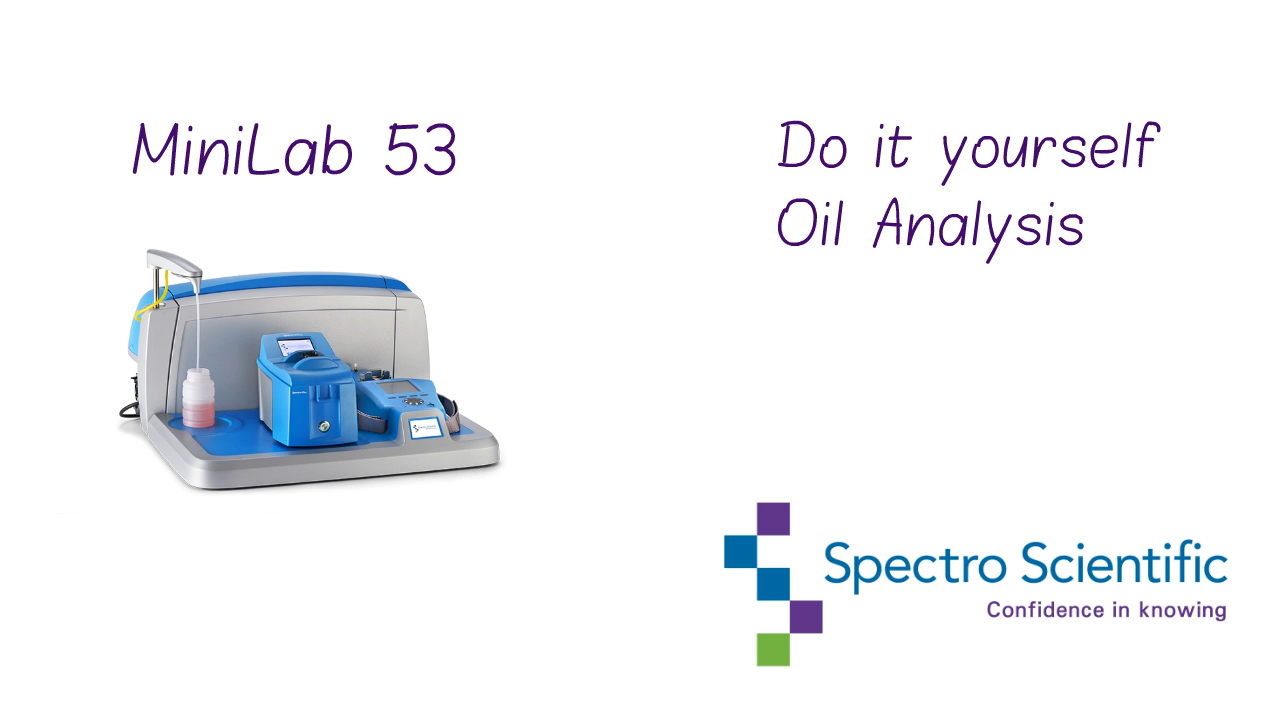 MiniLab 53
Do it yourself
Oil Analysis
Spectro Scientific
Confidence in knowing